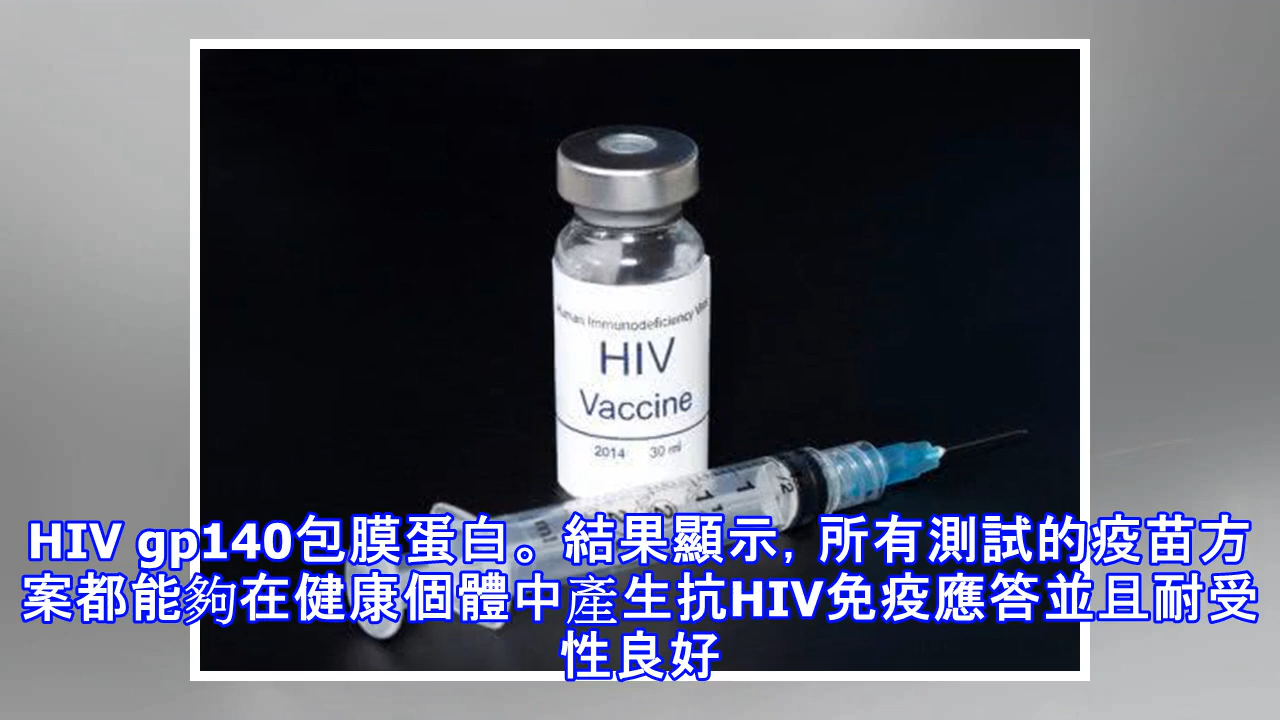 Human Immunodeficiency
HIV
Vaccine
2014 30 ml
HIV gp140包膜蛋白。結果顯示，所有測試的疫苗方
案都能夠在健康個體中產生抗HIV免疫應答並且耐受
性良好